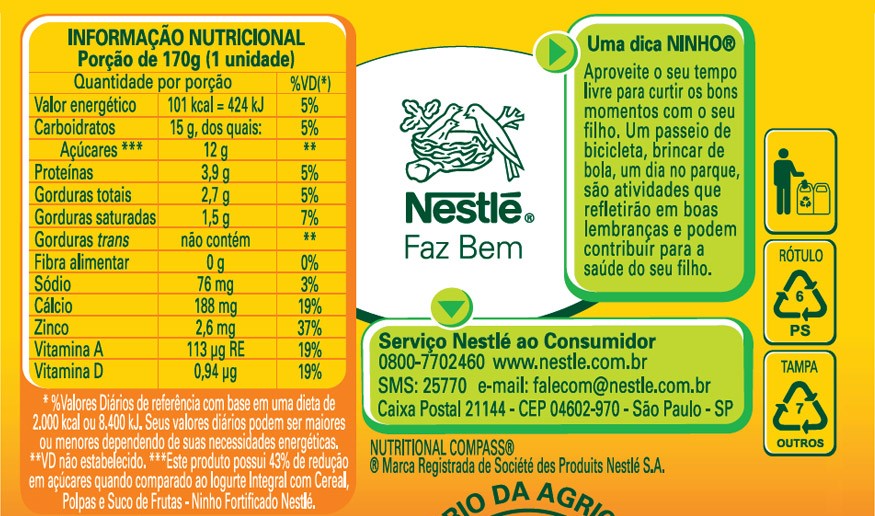 INFORMAÇÃO NUTRICIONAL
Porção de 170g (1 unidade)
Quantidade por porção %VD(*)
Valor energético 101 kcal = 424 kJ 5%
Carboidratos 15 g, dos quais: 5%
Açúcares *** 12 g **
Proteínas 3,9 g 5%
Gorduras totais 2,7 g 5%
Gorduras saturadas 1,5 g 7%
Gorduras trans não contém **
Fibra alimentar 0 g 0%
Sódio 76 mg 3%
Cálcio 188 mg 19%
Zinco 2,6 mg 37%
Vitamina A 113 µg RE 19%
Vitamina D 0,94 µg 19%
* %Valores Diários de referência com base em uma dieta de
2.000 kcal ou 8.400 kJ. Seus valores diários podem ser maiores
ou menores dependendo de suas necessidades energéticas.
**VD não estabelecido. ***Este produto possui 43% de redução
em açúcares quando comparado ao Iogurte Integral com Cereal,
Polpas e Suco de Frutas - Ninho Fortificado Nestlé.
Nestlé®
Faz Bem
Uma dica NINHO®
Aproveite o seu tempo
livre para curtir os bons
momentos com o seu
filho. Um passeio de
bicicleta, brincar de
bola, um dia no parque,
são atividades que
refletirão em boas
lembranças e podem
contribuir para a
saúde do seu filho.
Serviço Nestlé ao Consumidor
0800-7702460 www.nestle.com.br
SMS: 25770 e-mail: falecom@nestle.com.br
Caixa Postal 21144 - CEP 04602-970 - São Paulo - SP
NUTRITIONAL COMPASS®
® Marca Registrada de Société des Produits Nestlé S.A.
RÓTULO
6
PS
TAMPA
7
OUTROS
DA